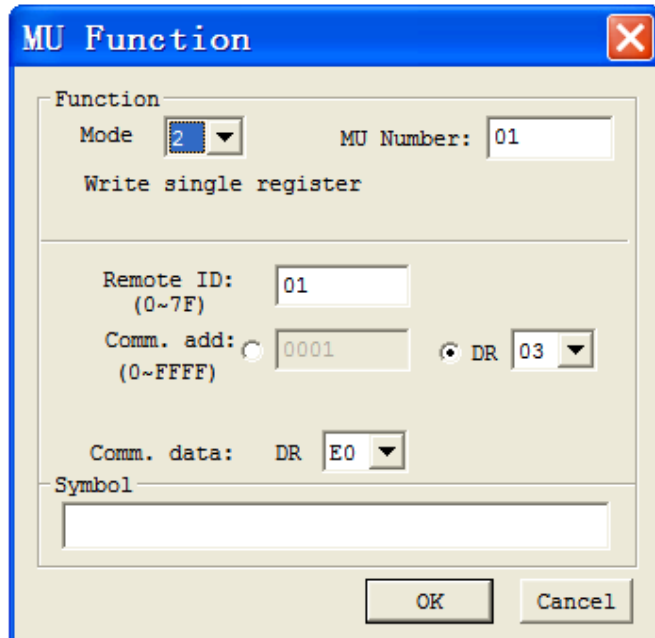 MU Function
Function
Mode 2 MU Number: 01
Write single register
Remote ID: 01
(0~7F)
Comm. add: 0001 DR 03
(0~FFFF)
Comm. data: DR E0
Symbol
OK Cancel